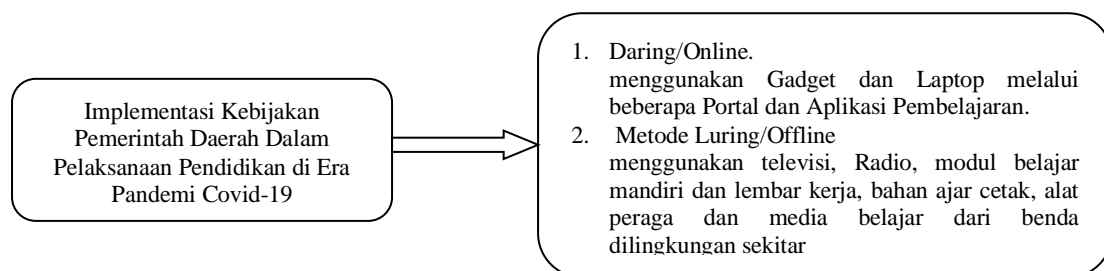 Implementasi Kebijakan
Pemerintah Daerah Dalam
Pelaksanaan Pendidikan di Era
Pandemi Covid-19
1. Daring/Online.
menggunakan Gadget dan Laptop melalui
beberapa Portal dan Aplikasi Pembelajaran.
2. Metode Luring/Offline
menggunakan televisi, Radio, modul belajar
mandiri dan lembar kerja, bahan ajar cetak, alat
peraga dan media belajar dari benda
dilingkungan sekitar